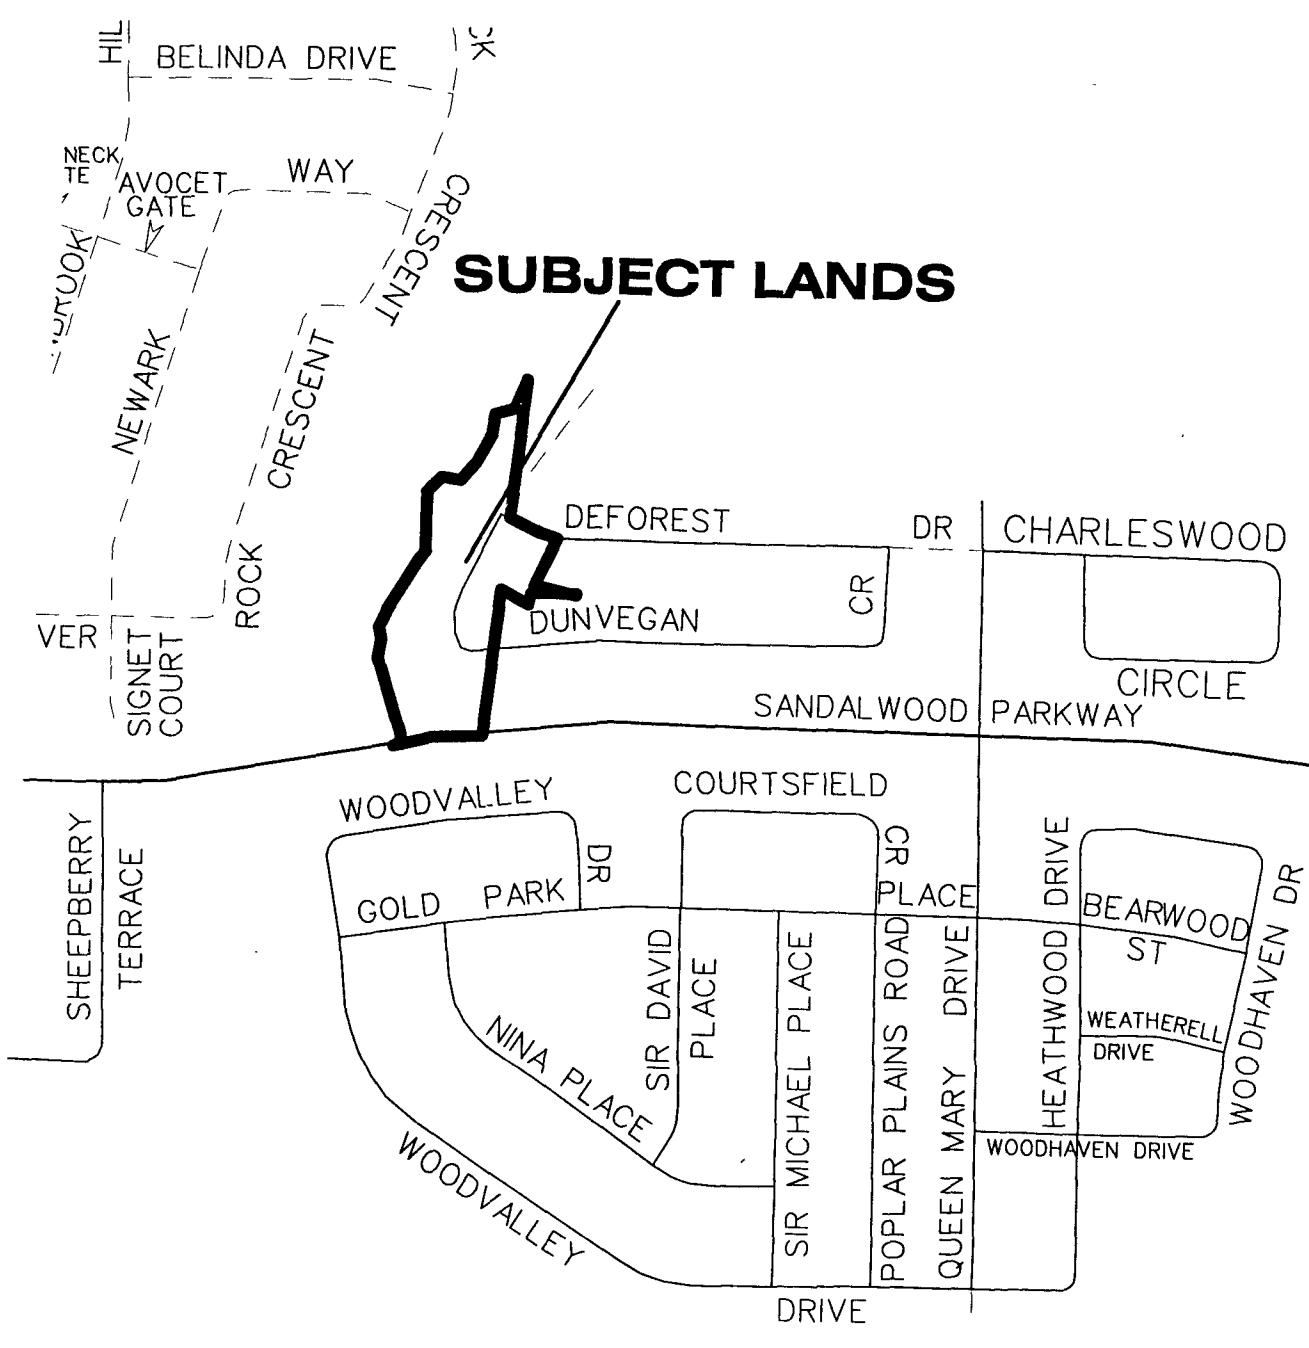 HIL
CK
BELINDA DRIVE
NECK
TE
AVOCET
GATE
WAY
CRESCENT
SUBJECT LANDS
NEWARK
CRESCENT
ROCK
DEFOREST DR
CHARLESWOOD
CR
DUNVEGAN
VER
SIGNET
COURT
CIRCLE
SANDALWOOD PARKWAY
WOODVALLEY
COURTSFIELD
DR
CR
SHEEPBERRY
TERRACE
GOLD PARK
PLACE
HEATHWOOD DRIVE
BEARWOOD
ST
WOODHAVEN DR
SIR DAVID
PLACE
SIR MICHAEL PLACE
POPLAR PLAINS ROAD
QUEEN MARY DRIVE
WEATHERELL
DRIVE
NINA PLACE
WOODVALLEY
WOODHAVEN DRIVE
DRIVE